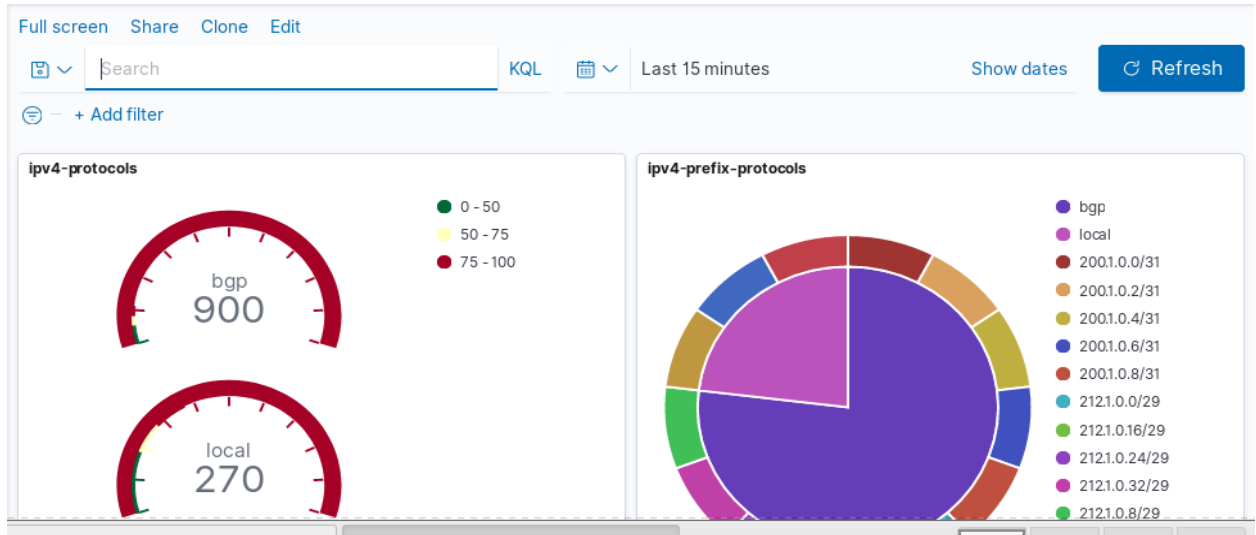 Full screen Share Clone Edit
Search KQL Last 15 minutes Show dates Refresh
+ Add filter
ipv4-protocols
0 - 50
50 - 75
75 - 100
bgp
900
local
270
ipv4-prefix-protocols
bgp
local
200.1.0.0/31
200.1.0.2/31
200.1.0.4/31
200.1.0.6/31
200.1.0.8/31
212.1.0.0/29
212.1.0.16/29
212.1.0.24/29
212.1.0.32/29
212.1.0.8/29